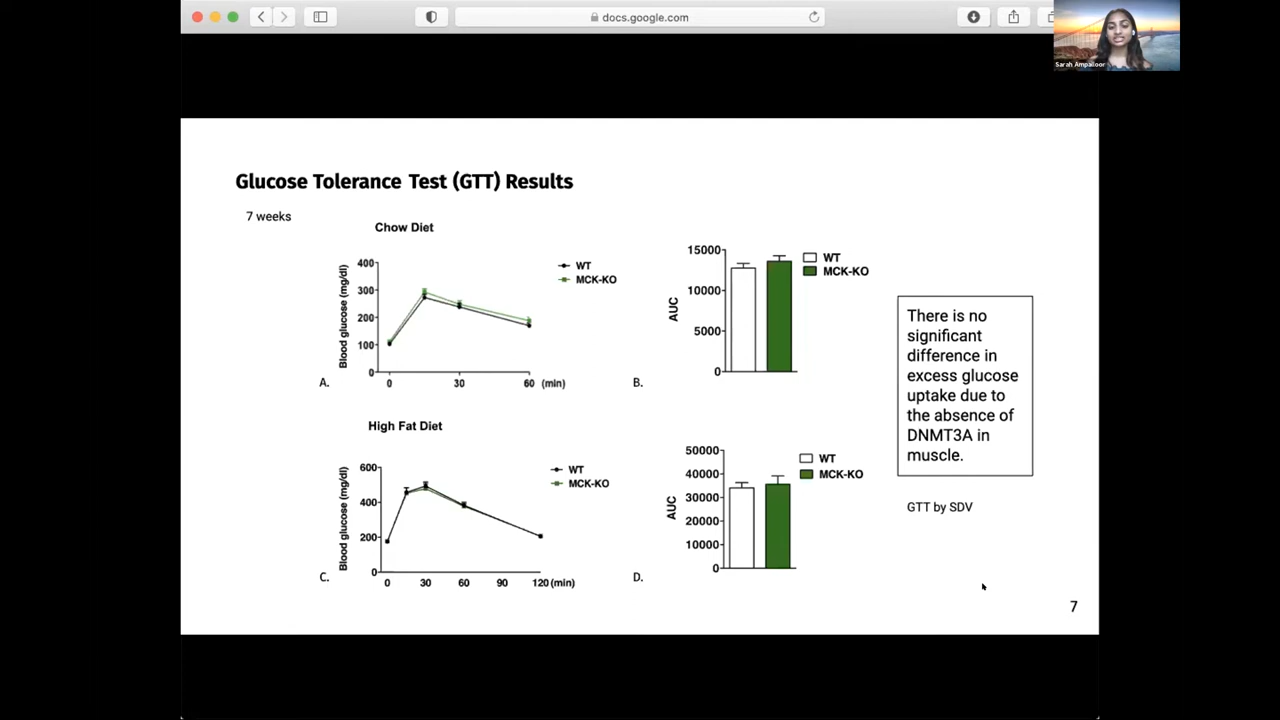 docs.google.com
Sarah Ampalloor
Glucose Tolerance Test (GTT) Results
7 weeks
Chow Diet
400
300
200
100
0
Blood glucose (mg/dl)
0 30 60 (min)
WT
MCK-KO
A.
15000
10000
5000
0
AUC
WT
MCK-KO
B.
High Fat Diet
600
400
200
0
Blood glucose (mg/dl)
0 30 60 90 120 (min)
WT
MCK-KO
C.
50000
40000
30000
20000
10000
0
AUC
WT
MCK-KO
D.
There is no
significant
difference in
excess glucose
uptake due to
the absence of
DNMT3A in
muscle.
GTT by SDV
7